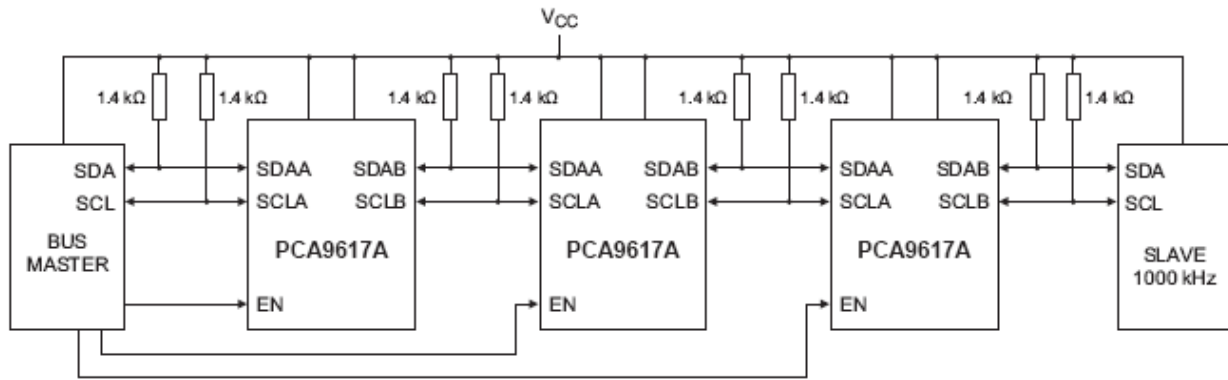 VCC
1.4 kΩ 1.4 kΩ 1.4 kΩ 1.4 kΩ 1.4 kΩ 1.4 kΩ 1.4 kΩ 1.4 kΩ
SDA SDAA SDAB SDAA SDAB SDAA SDAB SDA
SCL SCLA SCLB SCLA SCLB SCLA SCLB SCL
BUS
MASTER
PCA9617A PCA9617A PCA9617A
SLAVE
1000 kHz
EN EN EN